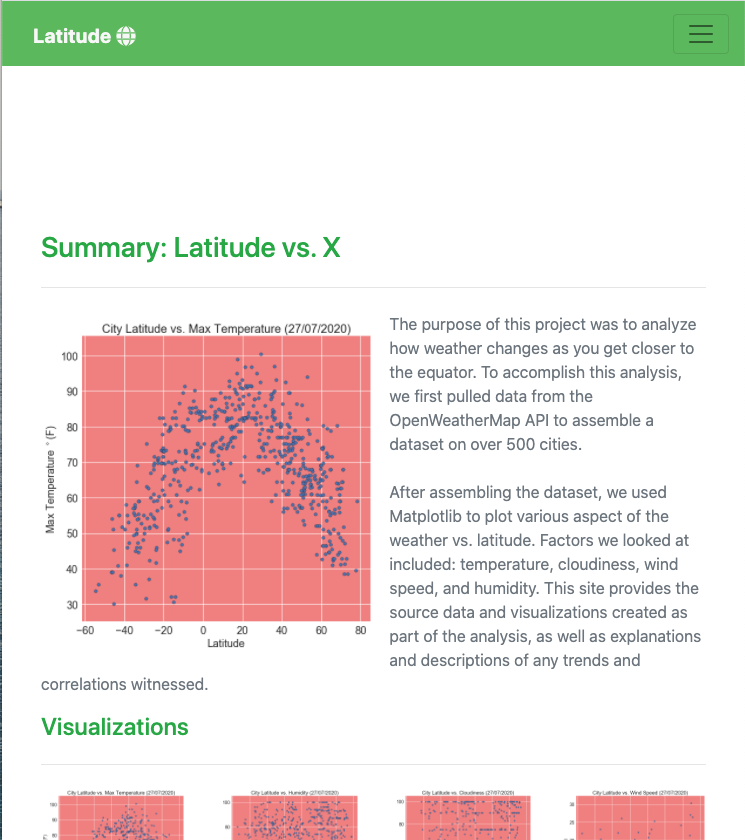 Latitude
Summary: Latitude vs. X
City Latitude vs. Max Temperature (27/07/2020)
Max Temperature ° (F)
100
90
80
70
60
50
40
30
−60 −40 −20 0 20 40 60 80
Latitude
The purpose of this project was to analyze
how weather changes as you get closer to
the equator. To accomplish this analysis,
we first pulled data from the
OpenWeatherMap API to assemble a
dataset on over 500 cities.
After assembling the dataset, we used
Matplotlib to plot various aspect of the
weather vs. latitude. Factors we looked at
included: temperature, cloudiness, wind
speed, and humidity. This site provides the
source data and visualizations created as
part of the analysis, as well as explanations
and descriptions of any trends and
correlations witnessed.
Visualizations
City Latitude vs. Max Temperature (27/07/2020)
100
90
80
City Latitude vs. Humidity (27/07/2020)
100
City Latitude vs. Cloudiness (27/07/2020)
100
80
City Latitude vs. Wind Speed (27/07/2020)